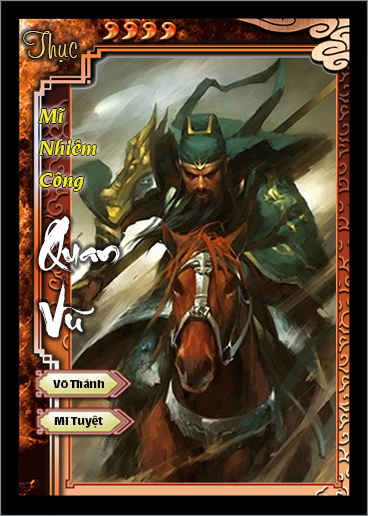 Thục
Mĩ
Nhiêm
Công
Quan
Vũ
Võ Thánh
Mĩ Tuyệt